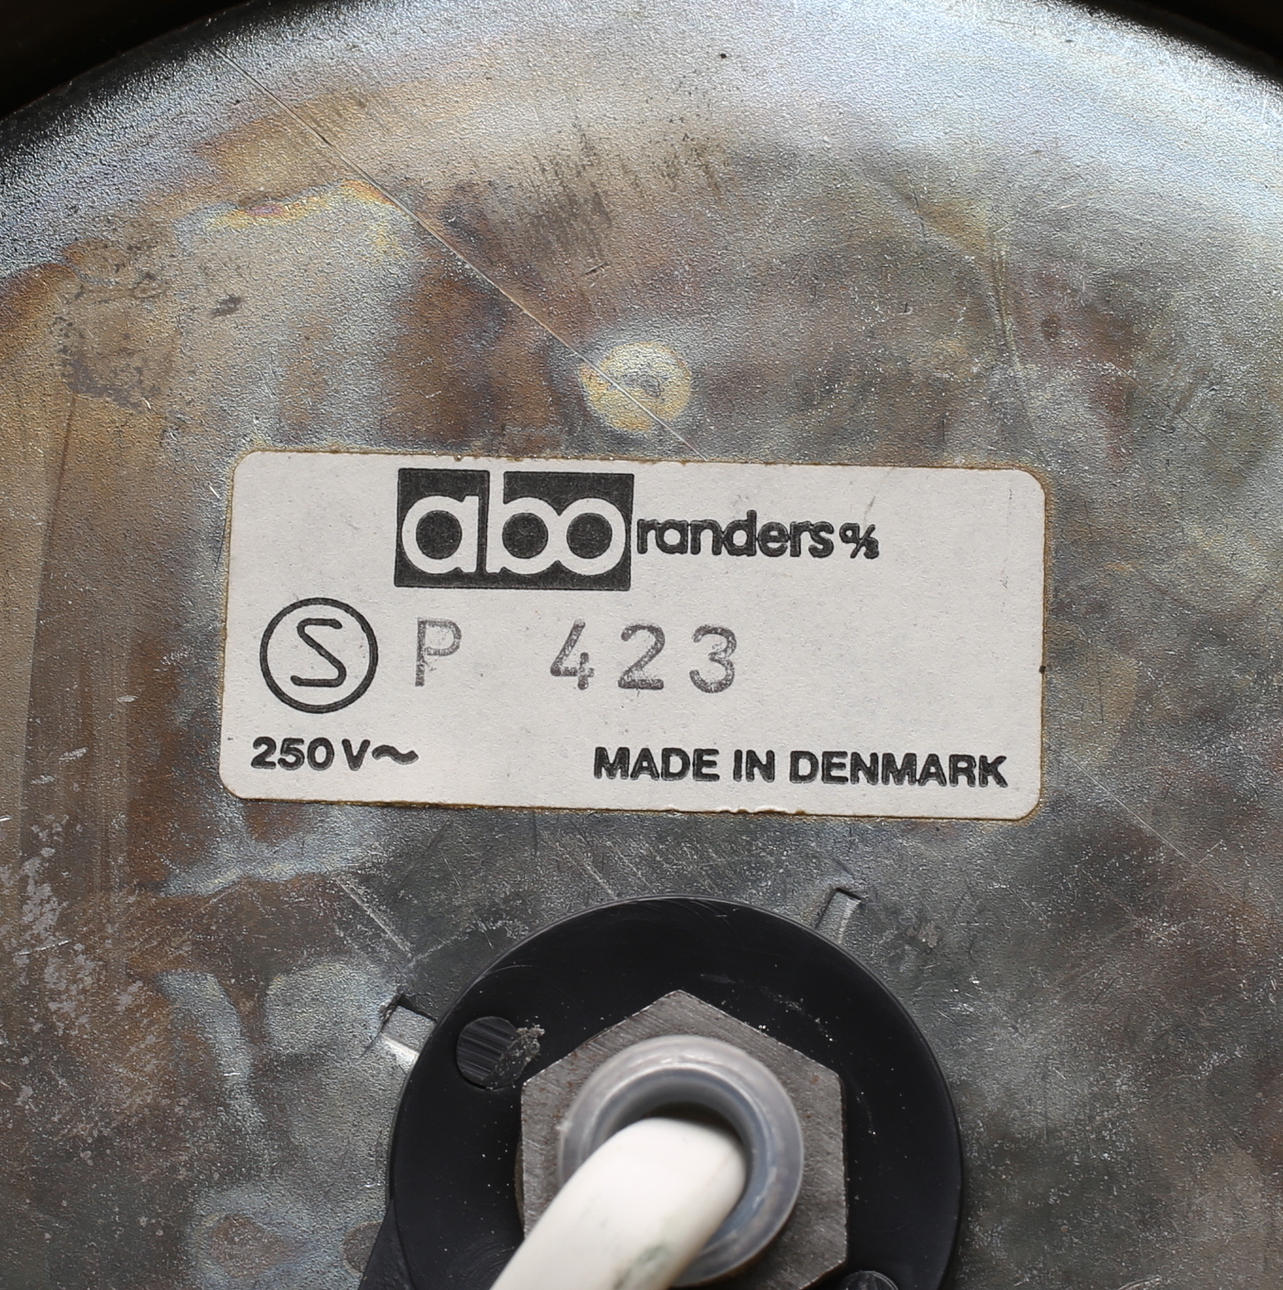 abo randers a/s
S P 423
250V~ MADE IN DENMARK